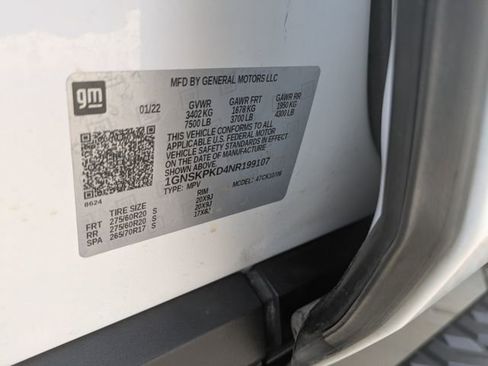 gm
MFD BY GENERAL MOTORS LLC
01/22
GVWR GAWR FRT GAWR RR
3402 KG 1678 KG 1950 KG
7500 LB 3700 LB 4300 LB
THIS VEHICLE CONFORMS TO ALL
APPLICABLE U.S. FEDERAL MOTOR
VEHICLE SAFETY STANDARDS IN
EFFECT ON THE DATE OF MANUFACTURE
SHOWN ABOVE.
1GNSKPKD4NR199107
TYPE: MPV MODEL:
8624
TIRE SIZE RIM
FRT 275/60R20 S 20X9J
RR 275/60R20 S 20X9J
SPA 265/70R17 S 17X8J